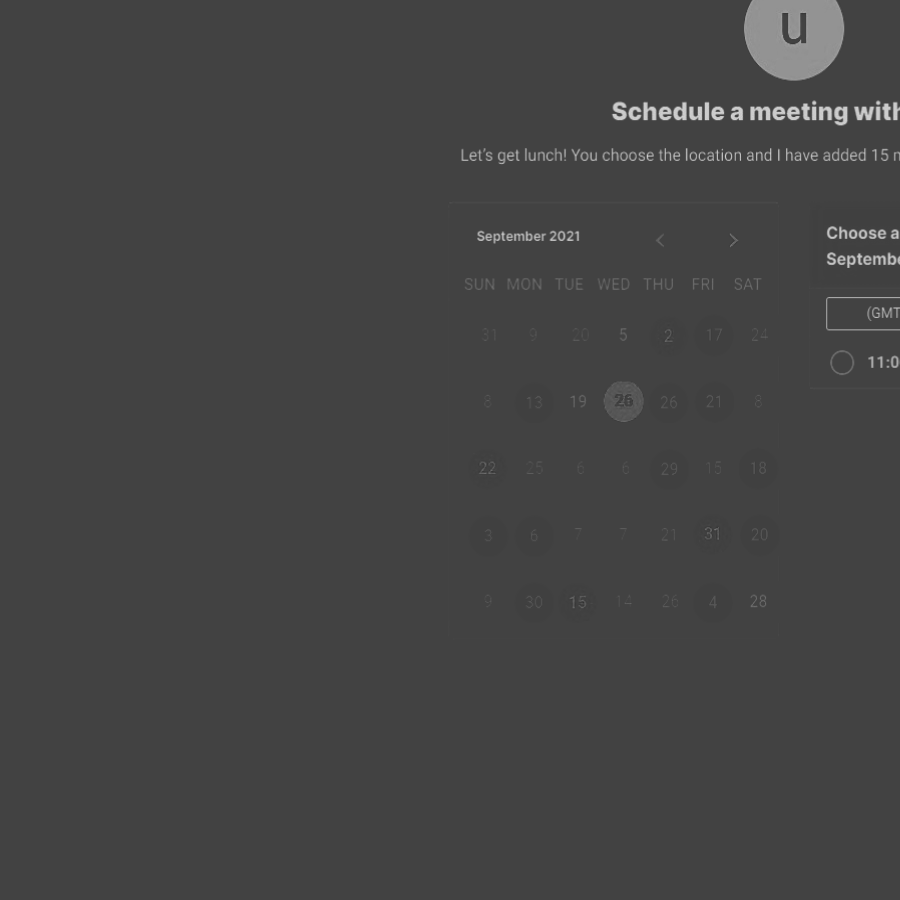 u
Schedule a meeting with
Let's get lunch! You choose the location and I have added 15 m
September 2021
SUN MON TUE WED THU FRI SAT
31 9 20 5 2 17 24
8 13 19 26 26 21 8
22 25 6 6 29 15 18
3 6 7 7 21 31 20
9 30 15 14 26 4 28
Choose a
Septembe
(GMT
11:0